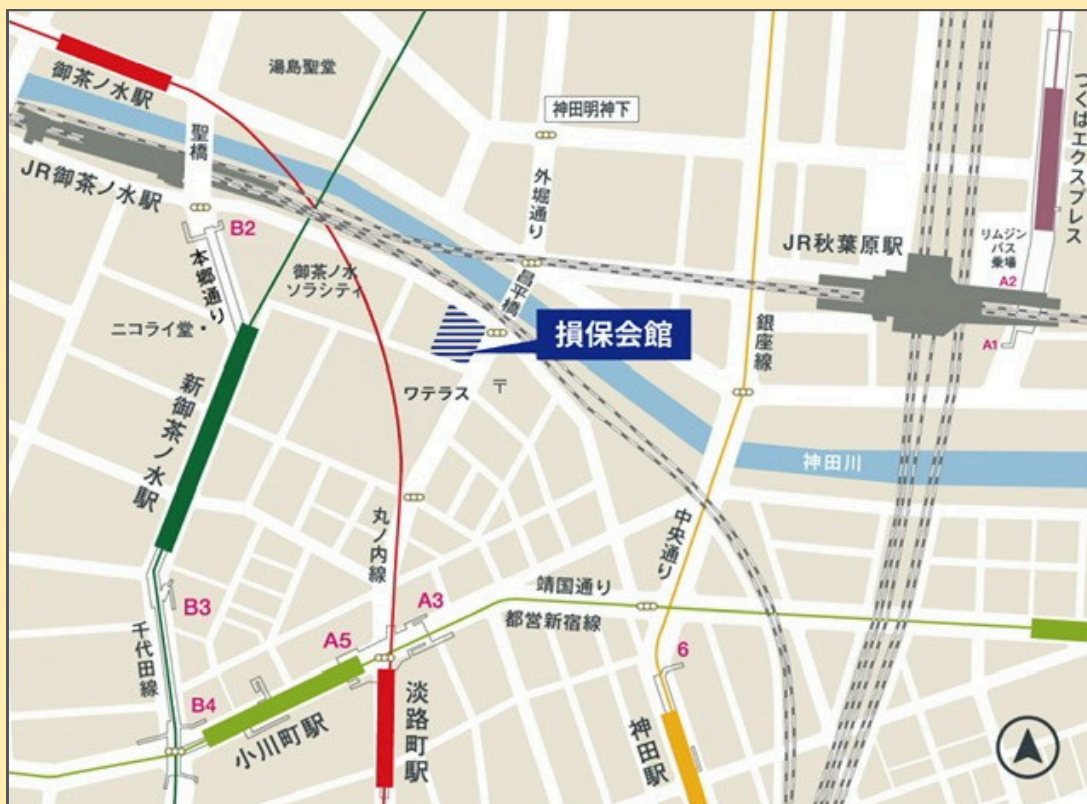 御茶ノ水駅
湯島聖堂
神田明神下
聖橋
JR御茶ノ水駅
外堀通り
つくばエクスプレス
B2
本郷通り
御茶ノ水
ソラシティ
昌平橋
JR秋葉原駅
リムジン
バス
乗場
A2
A1
ニコライ堂・
損保会館
銀座線
ワテラス
〒
新御茶ノ水駅
神田川
丸ノ内線
中央通り
靖国通り
都営新宿線
B3
A3
A5
千代田線
6
B4
小川町駅
淡路町駅
神田駅